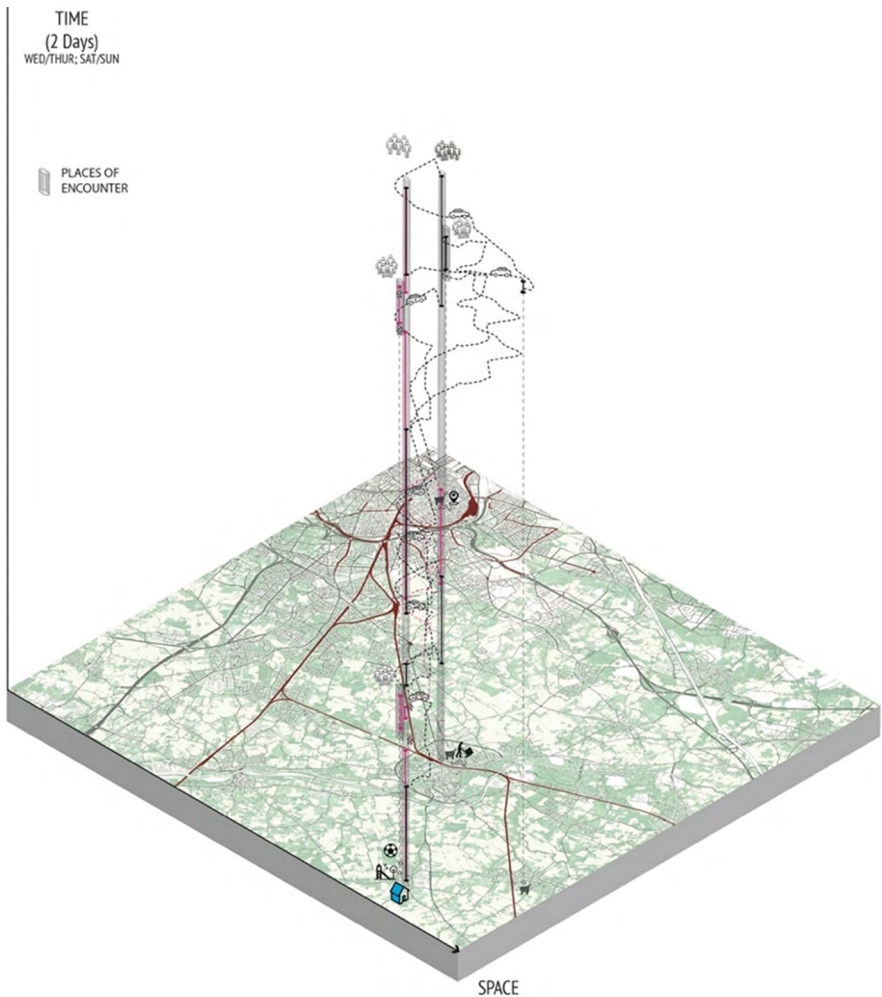 TIME
(2 Days)
WED/THUR; SAT/SUN
PLACES OF
ENCOUNTER
SPACE